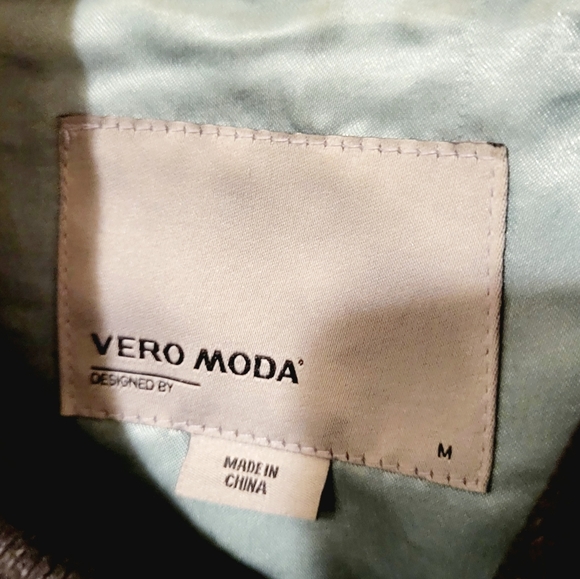 VERO MODA°
DESIGNED BY
M
MADE IN
CHINA